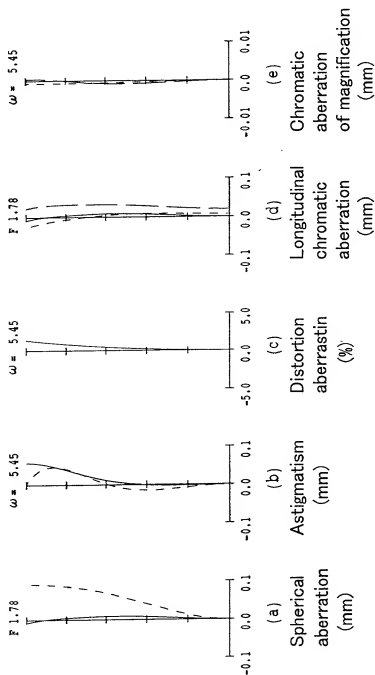 F 1.78
-0.1 0.0 0.1
(a)
Spherical
aberration
(mm)
ω = 5.45
-0.1 0.0 0.1
(b)
Astigmatism
(mm)
ω = 5.45
-5.0 0.0 5.0
(c)
Distortion
aberrastin
(%)
F 1.78
-0.1 0.0 0.1
(d)
Longitudinal
chromatic
aberration
(mm)
ω = 5.45
-0.01 0.0 0.01
(e)
Chromatic
aberration
of magnification
(mm)